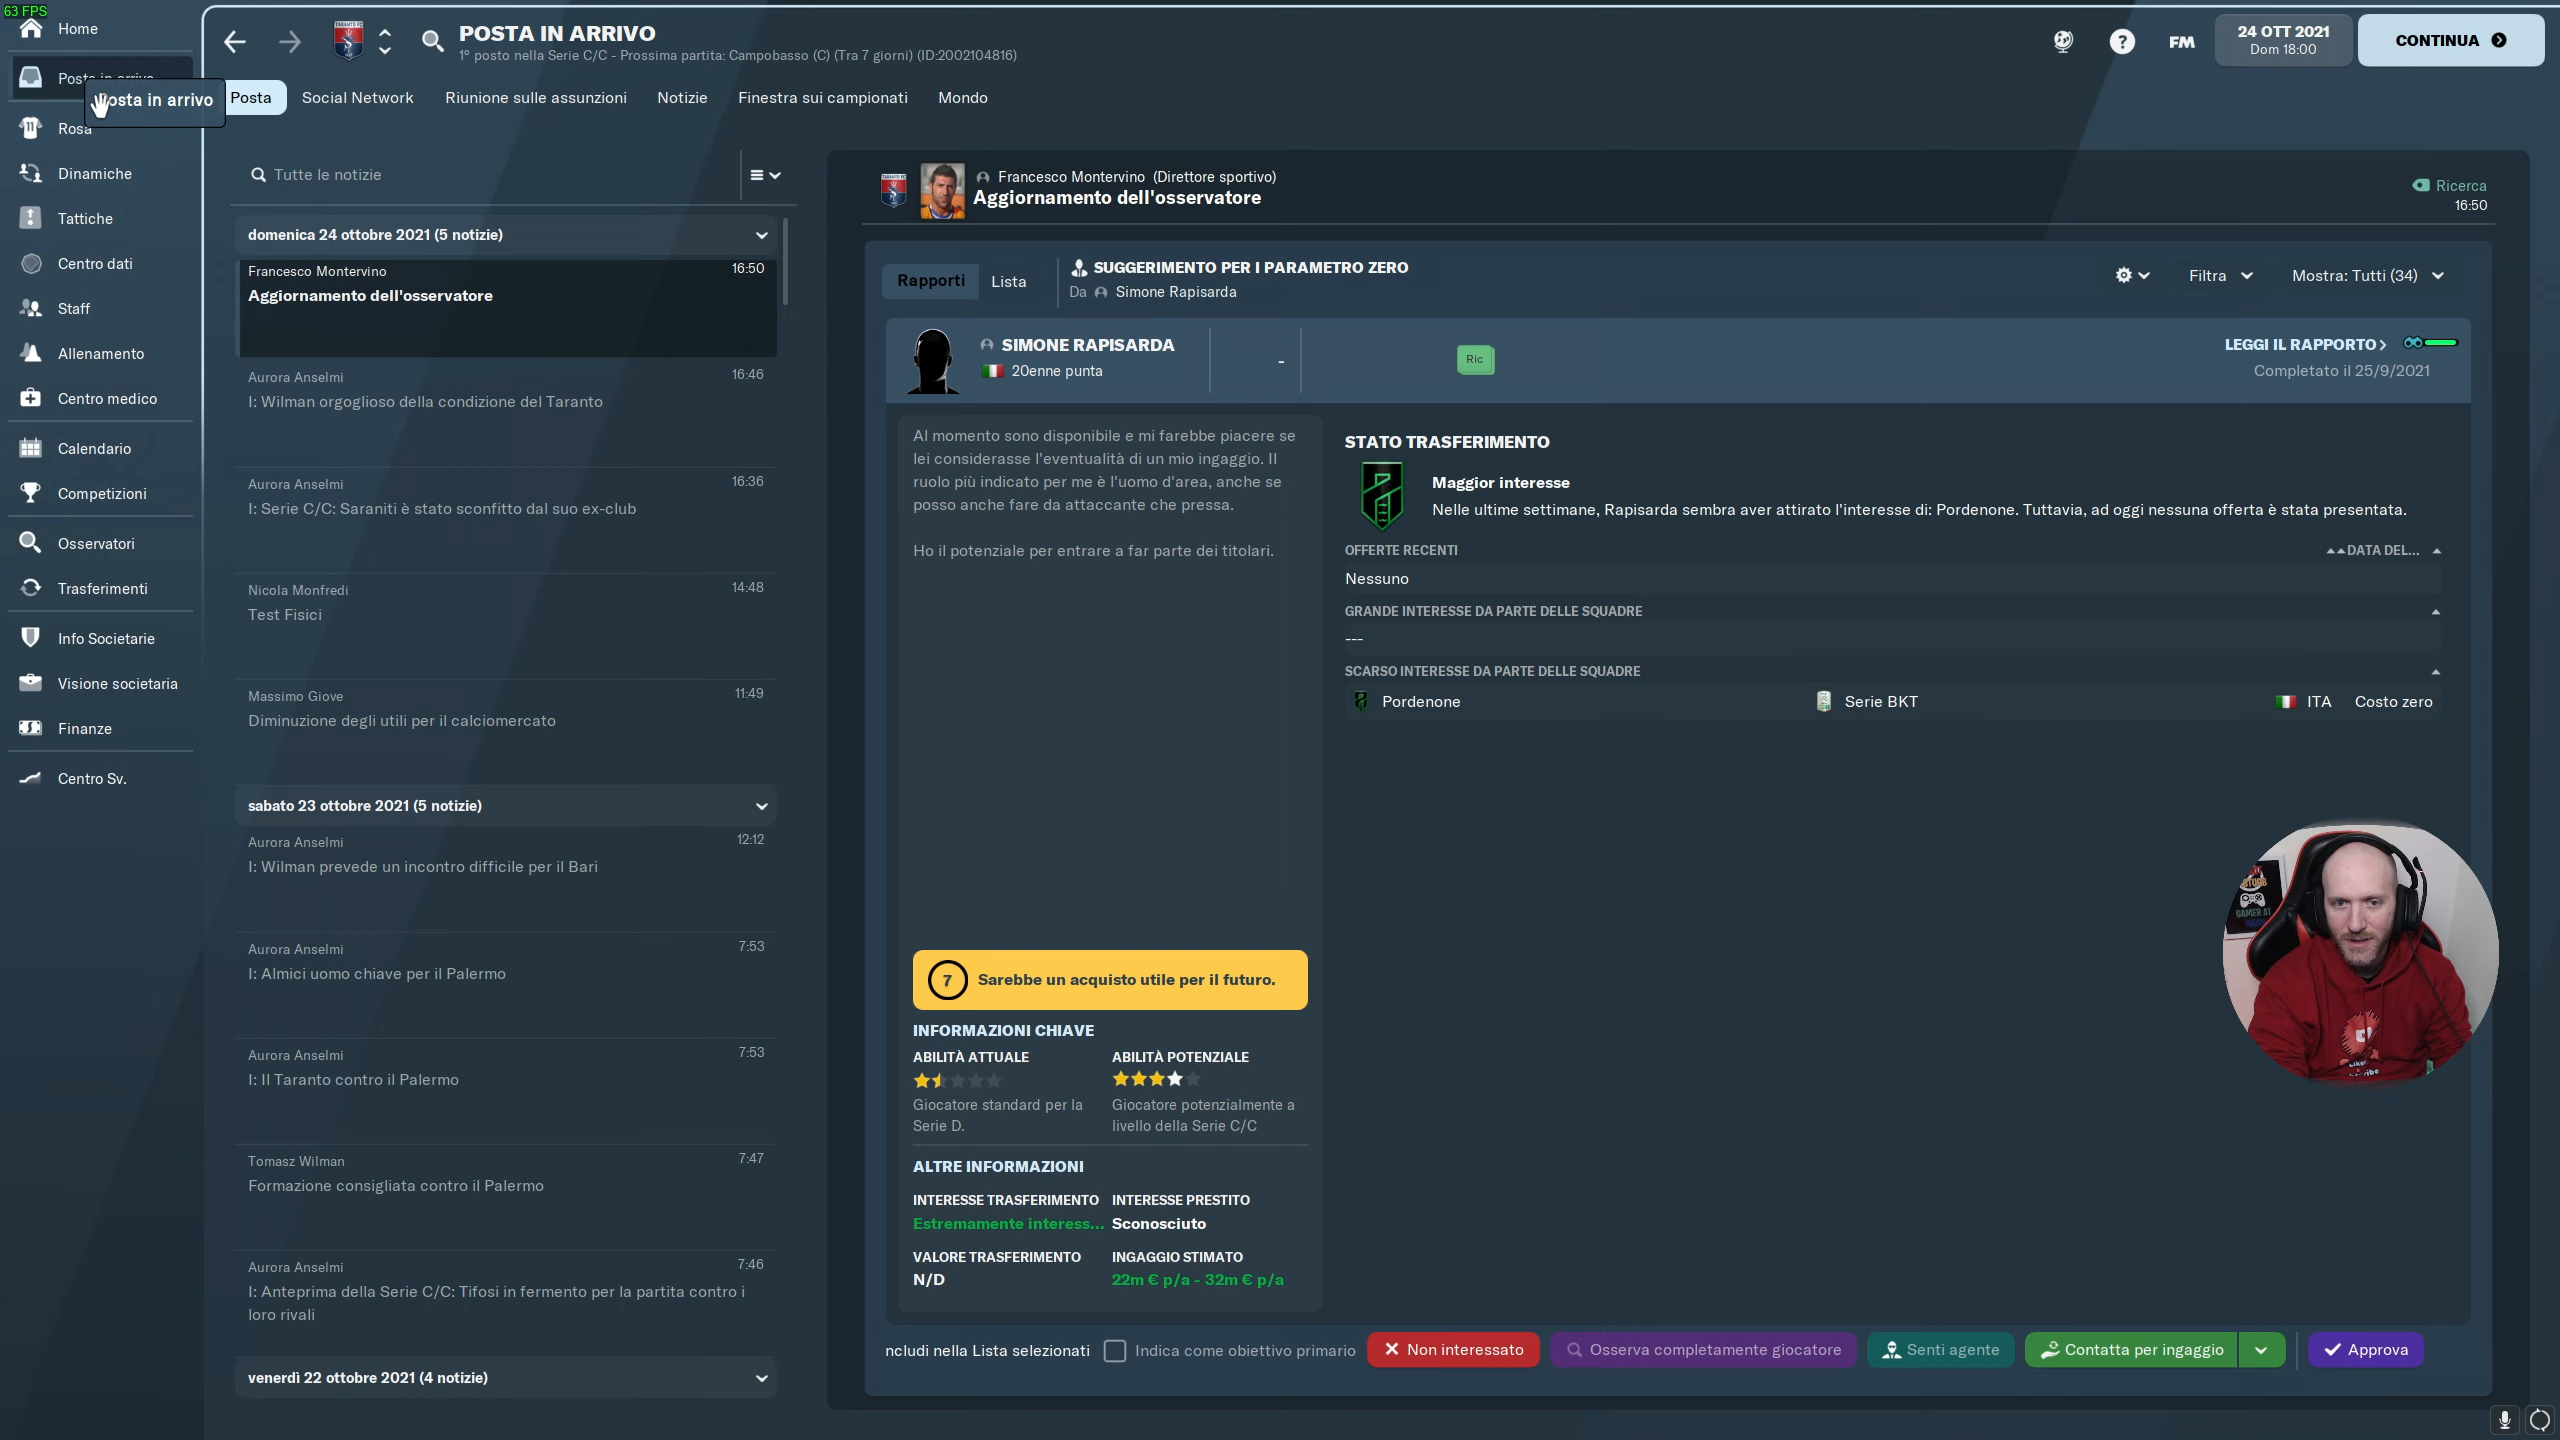 63 FPS
Home
Posta in arrivo
Posta in arrivo
Rosa
Dinamiche
Tattiche
Centro dati
Staff
Allenamento
Centro medico
Calendario
Competizioni
Osservatori
Trasferimenti
Info Societarie
Visione societaria
Finanze
Centro Sv.
TARANTO FC
POSTA IN ARRIVO
1° posto nella Serie C/C - Prossima partita: Campobasso (C) (Tra 7 giorni) (ID:2002104816)
FM
24 OTT 2021
Dom 18:00
CONTINUA
Posta
Social Network
Riunione sulle assunzioni
Notizie
Finestra sui campionati
Mondo
Tutte le notizie
domenica 24 ottobre 2021 (5 notizie)
Francesco Montervino 16:50
Aggiornamento dell'osservatore
Aurora Anselmi 16:46
I: Wilman orgoglioso della condizione del Taranto
Aurora Anselmi 16:36
I: Serie C/C: Saraniti è stato sconfitto dal suo ex-club
Nicola Monfredi 14:48
Test Fisici
Massimo Giove 11:49
Diminuzione degli utili per il calciomercato
sabato 23 ottobre 2021 (5 notizie)
Aurora Anselmi 12:12
I: Wilman prevede un incontro difficile per il Bari
Aurora Anselmi 7:53
I: Almici uomo chiave per il Palermo
Aurora Anselmi 7:53
I: Il Taranto contro il Palermo
Tomasz Wilman 7:47
Formazione consigliata contro il Palermo
Aurora Anselmi 7:46
I: Anteprima della Serie C/C: Tifosi in fermento per la partita contro i
loro rivali
venerdì 22 ottobre 2021 (4 notizie)
Francesco Montervino (Direttore sportivo)
Aggiornamento dell'osservatore
Ricerca
16:50
Rapporti
Lista
SUGGERIMENTO PER I PARAMETRO ZERO
Da Simone Rapisarda
Filtra
Mostra: Tutti (34)
SIMONE RAPISARDA
20enne punta
-
Ric
LEGGI IL RAPPORTO
Completato il 25/9/2021
Al momento sono disponibile e mi farebbe piacere se
lei considerasse l'eventualità di un mio ingaggio. Il
ruolo più indicato per me è l'uomo d'area, anche se
posso anche fare da attaccante che pressa.
Ho il potenziale per entrare a far parte dei titolari.
7 Sarebbe un acquisto utile per il futuro.
INFORMAZIONI CHIAVE
ABILITÀ ATTUALE
Giocatore standard per la
Serie D.
ABILITÀ POTENZIALE
Giocatore potenzialmente a
livello della Serie C/C
ALTRE INFORMAZIONI
INTERESSE TRASFERIMENTO
Estremamente interess...
INTERESSE PRESTITO
Sconosciuto
VALORE TRASFERIMENTO
N/D
INGAGGIO STIMATO
22m € p/a - 32m € p/a
STATO TRASFERIMENTO
Maggior interesse
Nelle ultime settimane, Rapisarda sembra aver attirato l'interesse di: Pordenone. Tuttavia, ad oggi nessuna offerta è stata presentata.
OFFERTE RECENTI DATA DEL...
Nessuno
GRANDE INTERESSE DA PARTE DELLE SQUADRE
---
SCARSO INTERESSE DA PARTE DELLE SQUADRE
Pordenone Serie BKT ITA Costo zero
GAMER AT
ncludi nella Lista selezionati
Indica come obiettivo primario
Non interessato
Osserva completamente giocatore
Senti agente
Contatta per ingaggio
Approva